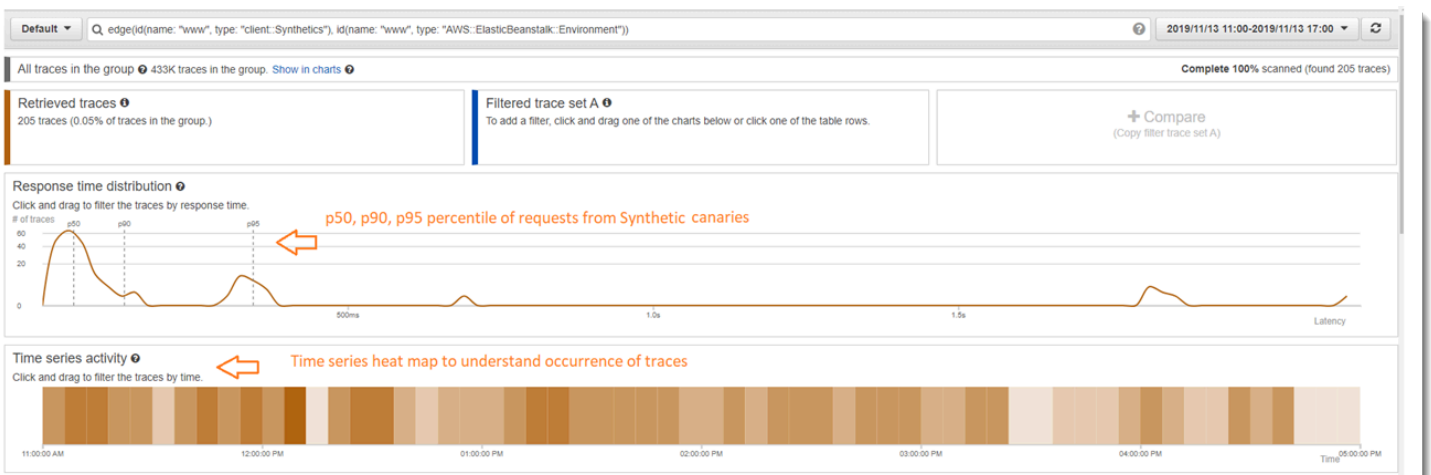 Default
edge(id(name: "www", type: "client::Synthetics"), id(name: "www", type: "AWS::ElasticBeanstalk::Environment"))
2019/11/13 11:00-2019/11/13 17:00
All traces in the group 433K traces in the group. Show in charts
Complete 100% scanned (found 205 traces)
Retrieved traces
205 traces (0.05% of traces in the group.)
Filtered trace set A
To add a filter, click and drag one of the charts below or click one of the table rows.
Compare
(Copy filter trace set A)
Response time distribution
Click and drag to filter the traces by response time.
# of traces
p50
p90
p95
p50, p90, p95 percentile of requests from Synthetic canaries
60
40
20
0
500ms
1.0s
1.5s
Latency
Time series activity
Time series heat map to understand occurrence of traces
Click and drag to filter the traces by time.
11:00:00 AM
12:00:00 PM
01:00:00 PM
02:00:00 PM
03:00:00 PM
04:00:00 PM
Time
05:00:00 PM